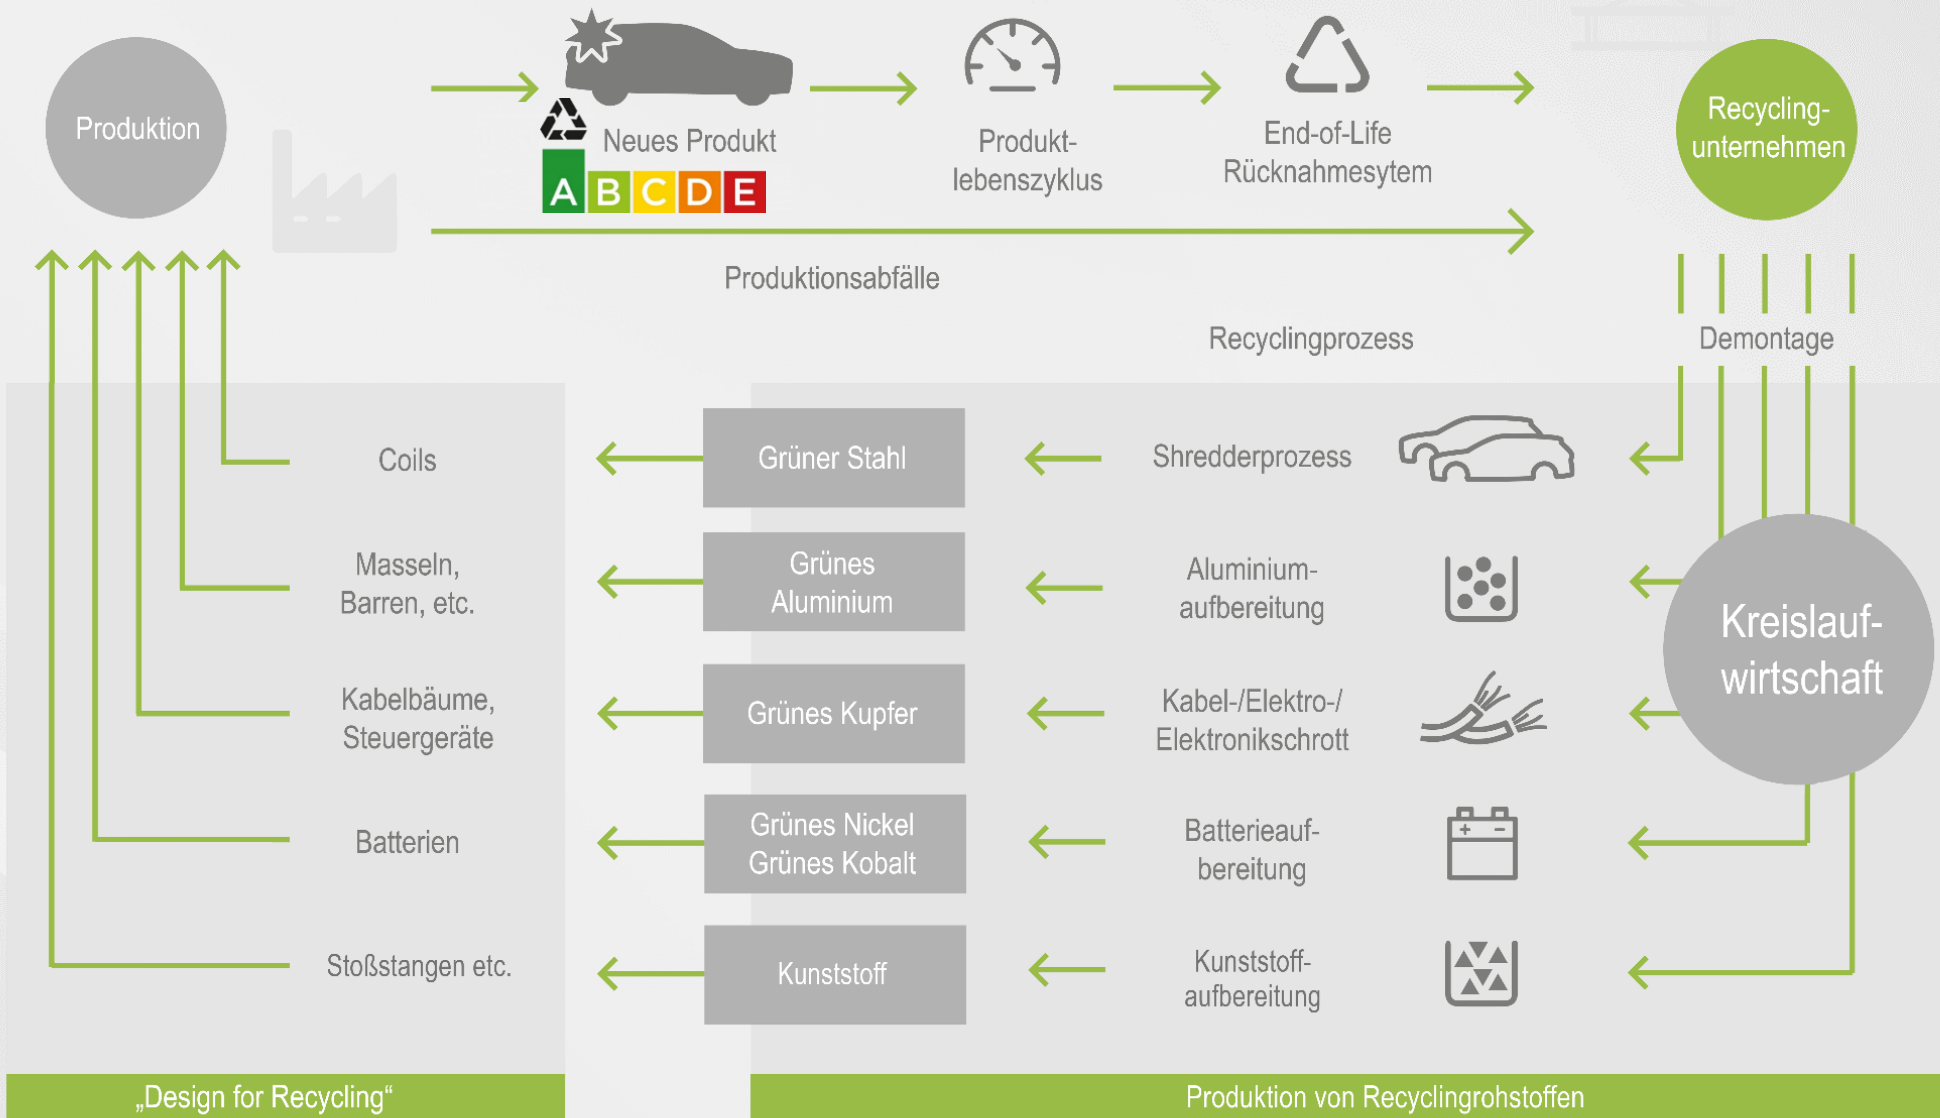 Produktion
Neues Produkt
A B C D E
Produkt-
lebenszyklus
End-of-Life
Rücknahmesytem
Recycling-
unternehmen
Produktionsabfälle
Recyclingprozess
Demontage
Coils
Grüner Stahl
Shredderprozess
Masseln,
Barren, etc.
Grünes
Aluminium
Aluminium-
aufbereitung
Kreislauf-
wirtschaft
Kabelbäume,
Steuergeräte
Grünes Kupfer
Kabel-/Elektro-/
Elektronikschrott
Batterien
Grünes Nickel
Grünes Kobalt
Batterieauf-
bereitung
Stoßstangen etc.
Kunststoff
Kunststoff-
aufbereitung
„Design for Recycling“
Produktion von Recyclingrohstoffen